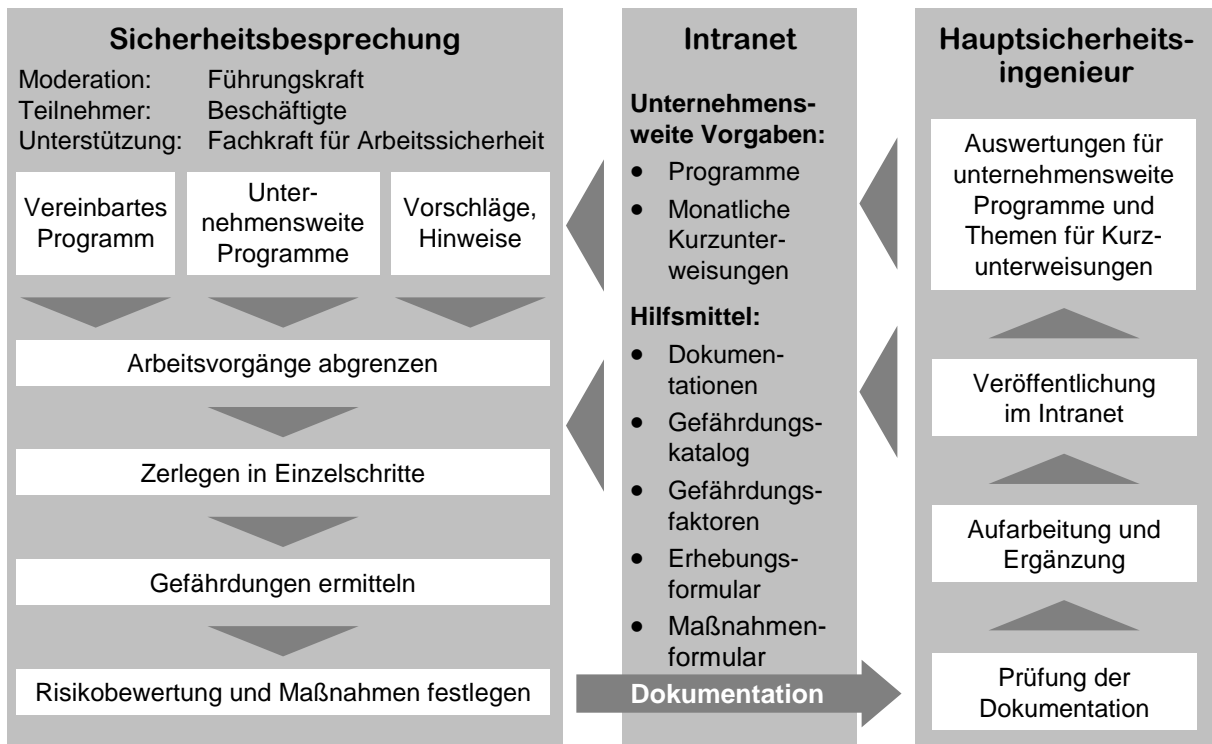 Sicherheitsbesprechung
Moderation: Führungskraft
Teilnehmer: Beschäftigte
Unterstützung: Fachkraft für Arbeitssicherheit
Vereinbartes
Programm
Unter-
nehmensweite
Programme
Vorschläge,
Hinweise
Arbeitsvorgänge abgrenzen
Zerlegen in Einzelschritte
Gefährdungen ermitteln
Risikobewertung und Maßnahmen festlegen
Intranet
Unternehmens-
weite Vorgaben:
• Programme
• Monatliche
Kurzunter-
weisungen
Hilfsmittel:
• Dokumen-
tationen
• Gefährdungs-
katalog
• Gefährdungs-
faktoren
• Erhebungs-
formular
• Maßnahmen-
formular
Dokumentation
Hauptsicherheits-
ingenieur
Auswertungen für
unternehmensweite
Programme und
Themen für Kurz-
unterweisungen
Veröffentlichung
im Intranet
Aufarbeitung und
Ergänzung
Prüfung der
Dokumentation